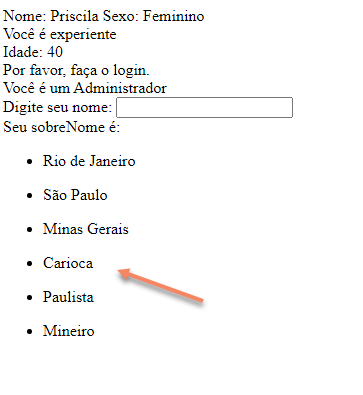 Nome: Priscila Sexo: Feminino
Você é experiente
Idade: 40
Por favor, faça o login.
Você é um Administrador
Digite seu nome:
Seu sobreNome é:
Rio de Janeiro
São Paulo
Minas Gerais
Carioca
Paulista
Mineiro